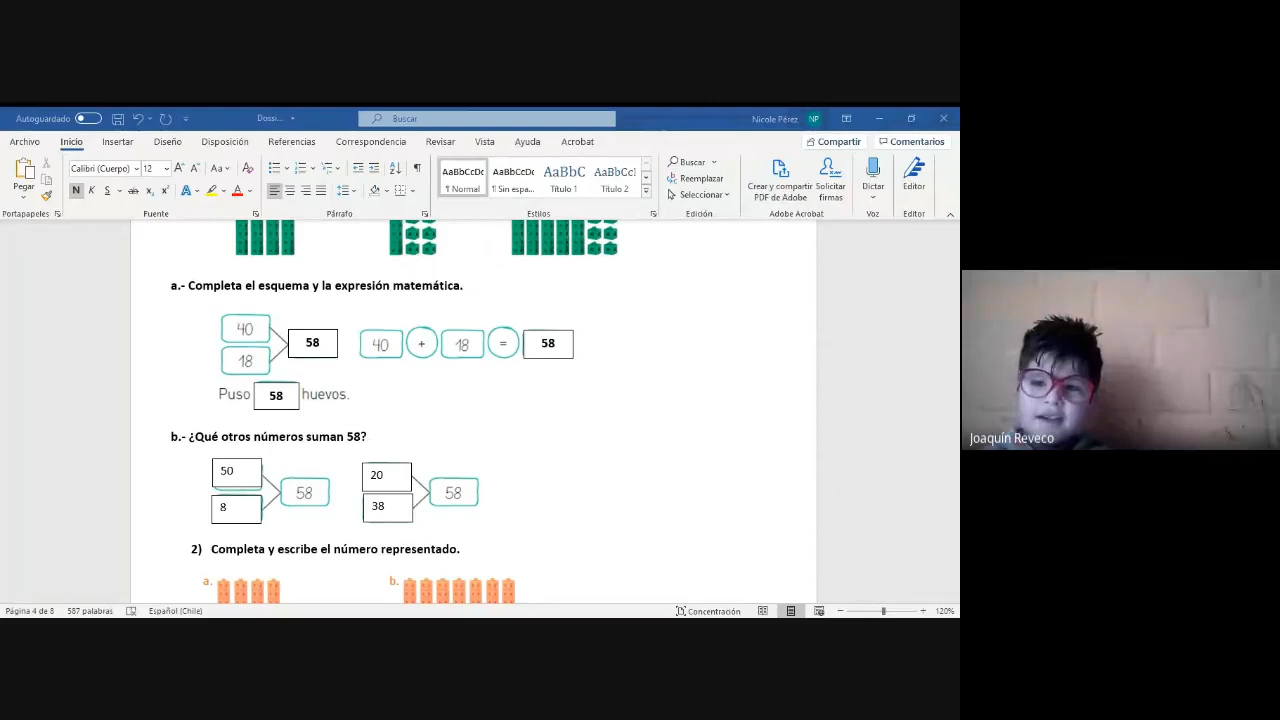 Autoguardado Dossi... Buscar Nicole Pérez NP
Archivo Inicio Insertar Diseño Disposición Referencias Correspondencia Revisar Vista Ayuda Acrobat Compartir Comentarios
Pegar Calibri (Cuerpo) 12 A A Aa
N K S ab x₂ x² A A
AaBbCcDc AaBbCcDc AaBbC AaBbCcI
¶ Normal ¶ Sin espa... Título 1 Título 2
Buscar
Reemplazar
Seleccionar
Crear y compartir PDF de Adobe
Solicitar firmas
Dictar
Editor
Portapapeles Fuente Párrafo Estilos Edición Adobe Acrobat Voz Editor
a.- Completa el esquema y la expresión matemática.
40
18
58
40 + 18 = 58
Puso 58 huevos.
b.- ¿Qué otros números suman 58?
50
8
58
20
38
58
2) Completa y escribe el número representado.
a. b.
Página 4 de 8 587 palabras Español (Chile) Concentración 120%
Joaquín Reveco